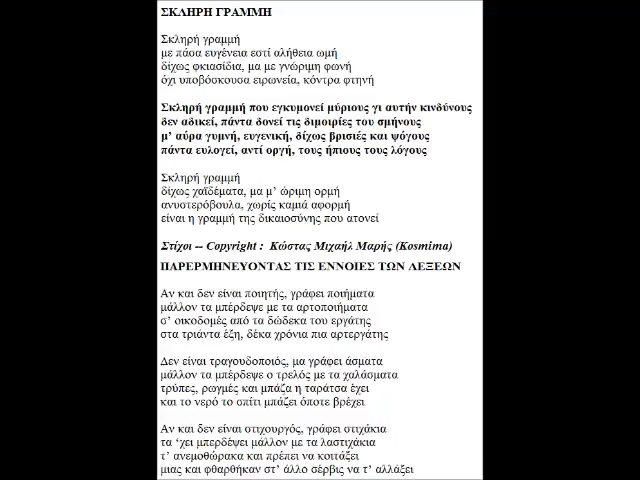 ΣΚΛΗΡΗ ΓΡΑΜΜΗ
Σκληρή γραμμή
με πάσα ευγένεια εστί αλήθεια ωμή
δίχως φκιασίδια, μα με γνώριμη φωνή
όχι υποβόσκουσα ειρωνεία, κόντρα φτηνή
Σκληρή γραμμή που εγκυμονεί μύριους γι αυτήν κινδύνους
δεν αδικεί, πάντα δονεί τις διμοιρίες του σμήνους
μ’ αύρα γυμνή, ευγενική, δίχως βρισιές και ψόγους
πάντα ευλογεί, αντί οργή, τους ήπιους τους λόγους
Σκληρή γραμμή
δίχως χαϊδέματα, μα μ’ ώριμη ορμή
ανυστερόβουλα, χωρίς καμιά αφορμή
είναι η γραμμή της δικαιοσύνης που ατονεί
Στίχοι -- Copyright : Κώστας Μιχαήλ Μαρής (Kosmima)
ΠΑΡΕΡΜΗΝΕΥΟΝΤΑΣ ΤΙΣ ΕΝΝΟΙΕΣ ΤΩΝ ΛΕΞΕΩΝ
Αν και δεν είναι ποιητής, γράφει ποιήματα
μάλλον τα μπέρδεψε με τα αρτοποιήματα
σ’ οικοδομές από τα δώδεκα του εργάτης
στα τριάντα έξη, δέκα χρόνια πια αρτεργάτης
Δεν είναι τραγουδοποιός, μα γράφει άσματα
μάλλον τα μπέρδεψε ο τρελός με τα χαλάσματα
τρύπες, ρωγμές και μπάζα η ταράτσα έχει
και το νερό το σπίτι μπάζει όποτε βρέχει
Αν και δεν είναι στιχουργός, γράφει στιχάκια
τα ‘χει μπερδέψει μάλλον με τα λαστιχάκια
τ’ ανεμοθώρακα και πρέπει να κοιτάξει
μιας και φθαρθήκαν στ’ άλλο σέρβις να τ’ αλλάξει